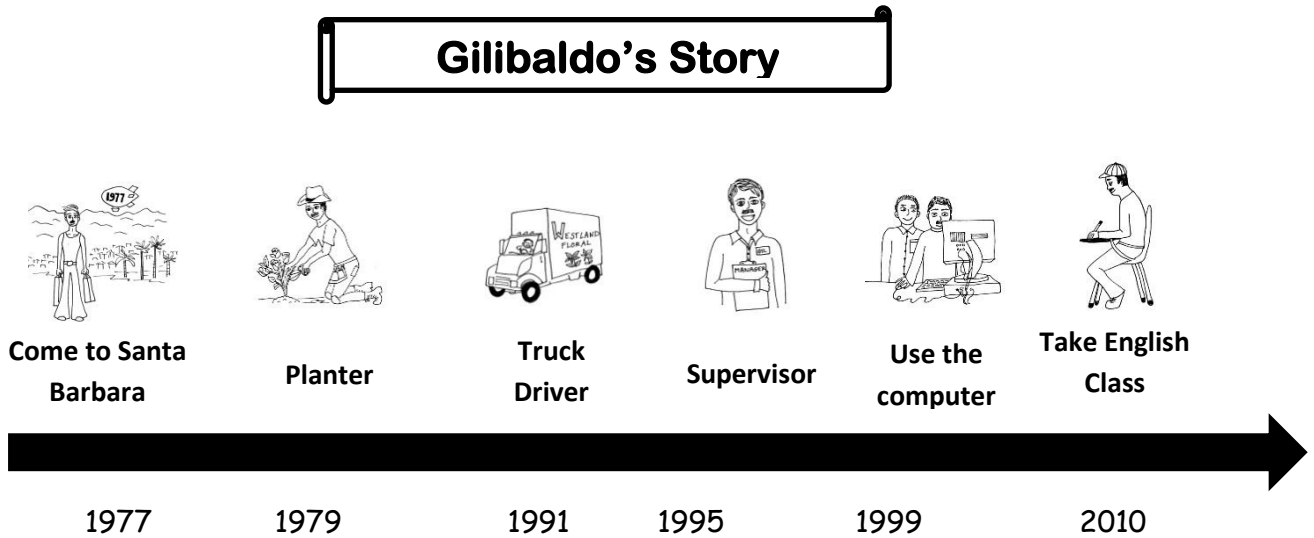 Gilibaldo's Story
1977
WESTLAND
FLORAL
MANAGER
Come to Santa
Barbara
Planter
Truck
Driver
Supervisor
Use the
computer
Take English
Class
1977
1979
1991
1995
1999
2010